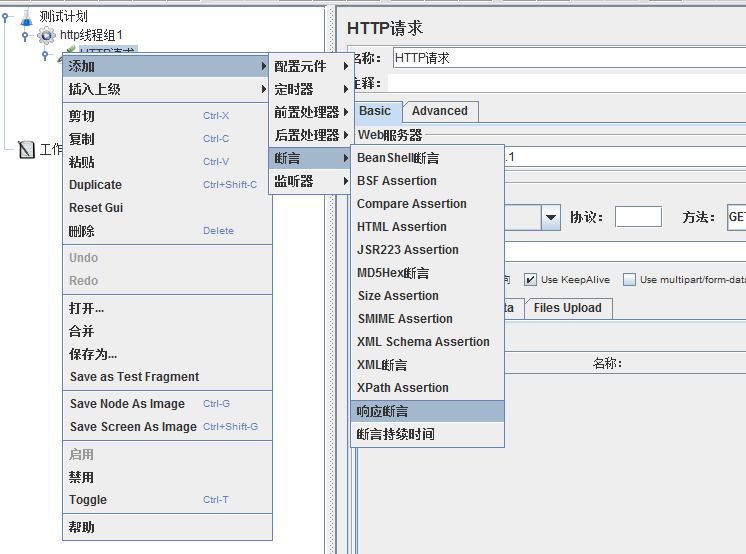 测试计划
http线程组1
HTTP请求
工作
添加
插入上级
剪切 Ctrl-X
复制 Ctrl-C
粘贴 Ctrl-V
Duplicate Ctrl+Shift-C
Reset Gui
删除 Delete
Undo
Redo
打开...
合并
保存为...
Save as Test Fragment
Save Node As Image Ctrl-G
Save Screen As Image Ctrl+Shift-G
启用
禁用
Toggle Ctrl-T
帮助
配置元件
定时器
前置处理器
后置处理器
断言
监听器
BeanShell断言
BSF Assertion
Compare Assertion
HTML Assertion
JSR223 Assertion
MD5Hex断言
Size Assertion
SMIME Assertion
XML Schema Assertion
XML断言
XPath Assertion
响应断言
断言持续时间
HTTP请求
名称: HTTP请求
注释:
Basic Advanced
Web服务器
.1
协议: 方法: GE
向 Use KeepAlive Use multipart/form-data
ta Files Upload
名称: